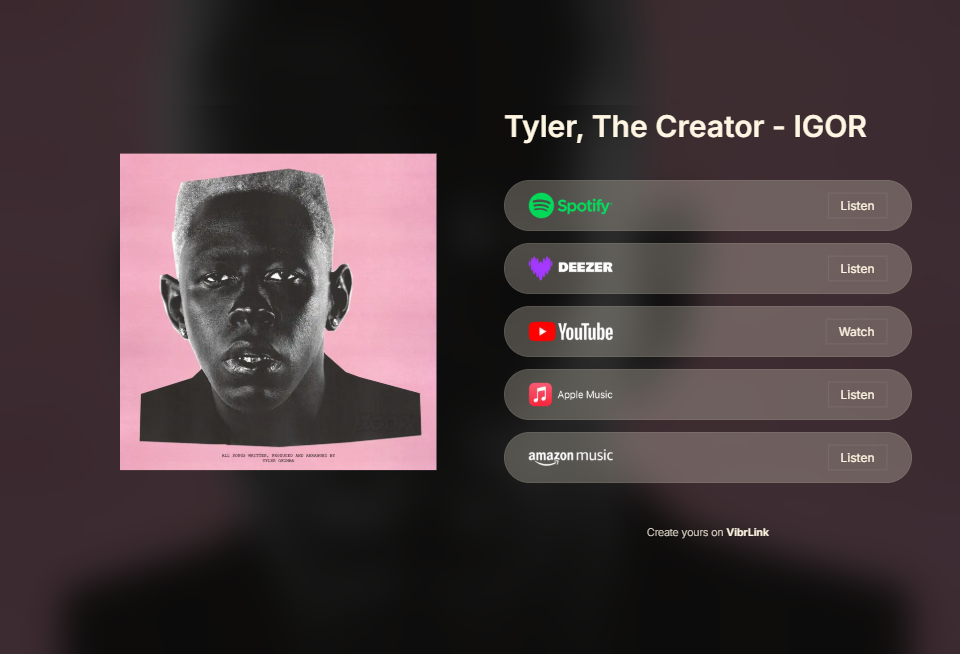 Tyler, The Creator - IGOR
Spotify
Listen
DEEZER
Listen
YouTube
Watch
Apple Music
Listen
amazon music
Listen
ALL SONGS WRITTEN, PRODUCED AND ARRANGED BY
TYLER OKONMA
Create yours on VibrLink